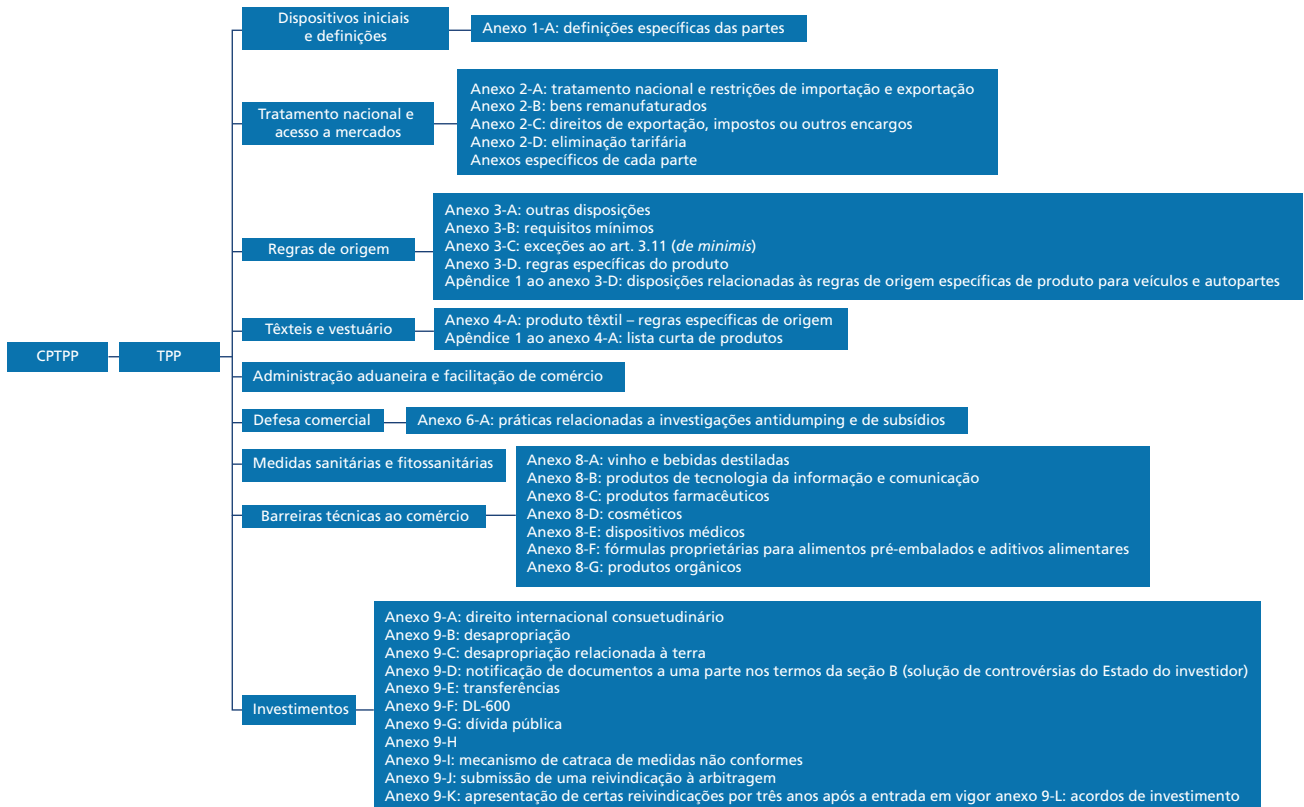 CPTPP
TPP
Dispositivos iniciais
e definições
Anexo 1-A: definições específicas das partes
Tratamento nacional e
acesso a mercados
Anexo 2-A: tratamento nacional e restrições de importação e exportação
Anexo 2-B: bens remanufaturados
Anexo 2-C: direitos de exportação, impostos ou outros encargos
Anexo 2-D: eliminação tarifária
Anexos específicos de cada parte
Regras de origem
Anexo 3-A: outras disposições
Anexo 3-B: requisitos mínimos
Anexo 3-C: exceções ao art. 3.11 (de minimis)
Anexo 3-D. regras específicas do produto
Apêndice 1 ao anexo 3-D: disposições relacionadas às regras de origem específicas de produto para veículos e autopartes
Têxteis e vestuário
Anexo 4-A: produto têxtil – regras específicas de origem
Apêndice 1 ao anexo 4-A: lista curta de produtos
Administração aduaneira e facilitação de comércio
Defesa comercial
Anexo 6-A: práticas relacionadas a investigações antidumping e de subsídios
Medidas sanitárias e fitossanitárias
Barreiras técnicas ao comércio
Anexo 8-A: vinho e bebidas destiladas
Anexo 8-B: produtos de tecnologia da informação e comunicação
Anexo 8-C: produtos farmacêuticos
Anexo 8-D: cosméticos
Anexo 8-E: dispositivos médicos
Anexo 8-F: fórmulas proprietárias para alimentos pré-embalados e aditivos alimentares
Anexo 8-G: produtos orgânicos
Investimentos
Anexo 9-A: direito internacional consuetudinário
Anexo 9-B: desapropriação
Anexo 9-C: desapropriação relacionada à terra
Anexo 9-D: notificação de documentos a uma parte nos termos da seção B (solução de controvérsias do Estado do investidor)
Anexo 9-E: transferências
Anexo 9-F: DL-600
Anexo 9-G: dívida pública
Anexo 9-H
Anexo 9-I: mecanismo de catraca de medidas não conformes
Anexo 9-J: submissão de uma reivindicação à arbitragem
Anexo 9-K: apresentação de certas reivindicações por três anos após a entrada em vigor anexo 9-L: acordos de investimento